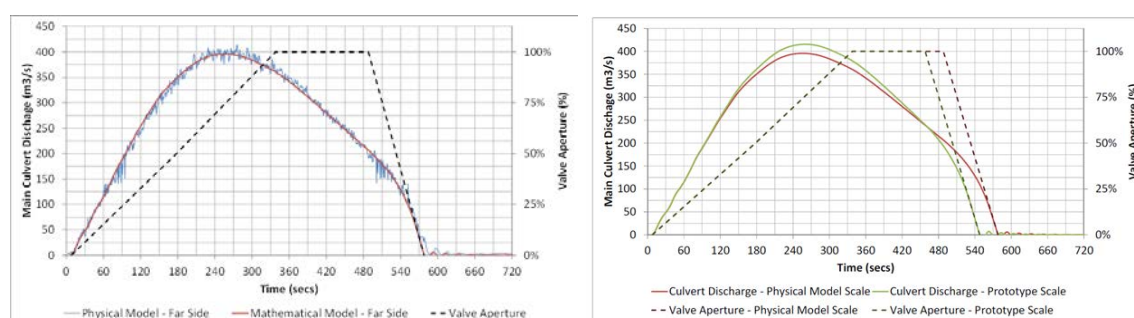 450
400
350
300
250
200
150
100
50
0
Main Culvert Dischage (m3/s)
100%
75%
50%
25%
0%
Valve Aperture (%)
0 60 120 180 240 300 360 420 480 540 600 660 720
Time (secs)
Physical Model - Far Side Mathematical Model - Far Side Valve Aperture
450
400
350
300
250
200
150
100
50
0
Main Culvert Discharge (m3/s)
100%
75%
50%
25%
0%
Valve Aperture (%)
0 60 120 180 240 300 360 420 480 540 600 660 720
Time (secs)
Culvert Discharge - Physical Model Scale Culvert Discharge - Prototype Scale
Valve Aperture - Physical Model Scale Valve Aperture - Prototype Scale